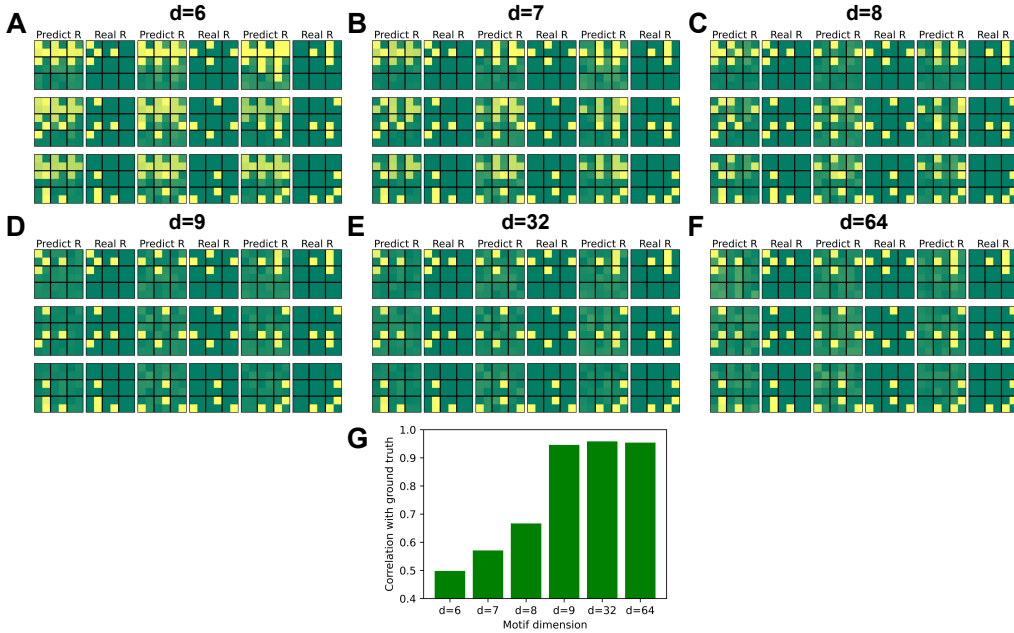 A
d=6
B
d=7
C
d=8
Predict R Real R Predict R Real R Predict R Real R
Predict R Real R Predict R Real R Predict R Real R
Predict R Real R Predict R Real R Predict R Real R
D
d=9
E
d=32
F
d=64
Predict R Real R Predict R Real R Predict R Real R
Predict R Real R Predict R Real R Predict R Real R
Predict R Real R Predict R Real R Predict R Real R
G
Correlation with ground truth
1.0
0.9
0.8
0.7
0.6
0.5
0.4
d=6 d=7 d=8 d=9 d=32 d=64
Motif dimension